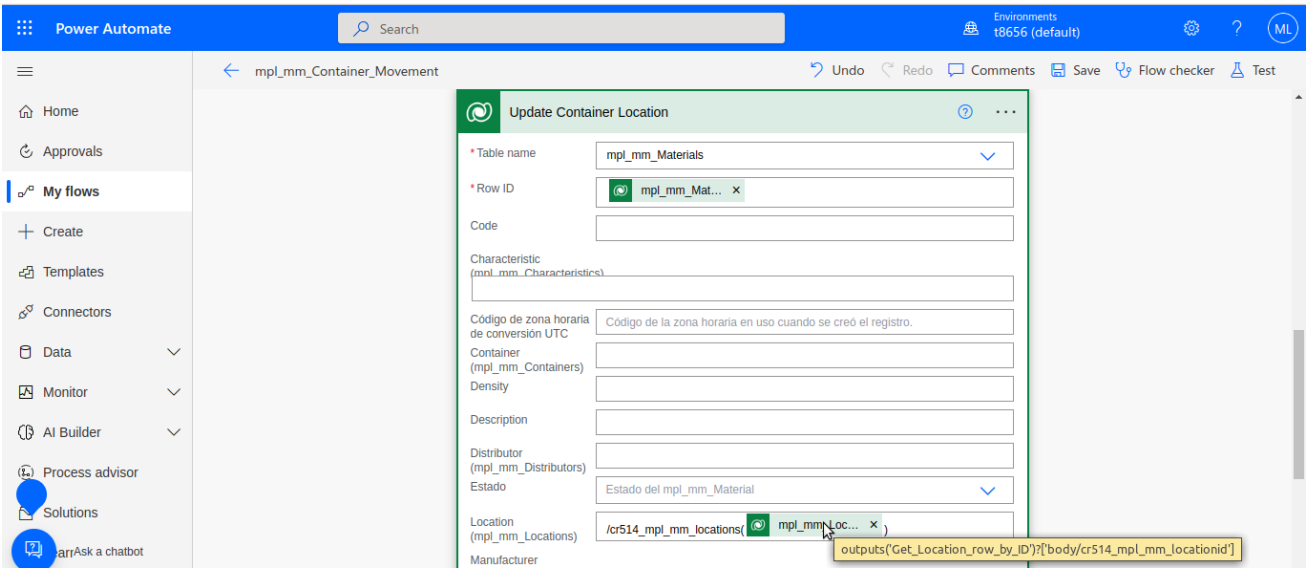 Power Automate
Search
Environments
t8656 (default)
?
ML
mpl_mm_Container_Movement
Undo
Redo
Comments
Save
Flow checker
Test
Home
Approvals
My flows
Create
Templates
Connectors
Data
Monitor
AI Builder
Process advisor
Solutions
Ask a chatbot
Update Container Location
?
...
* Table name
mpl_mm_Materials
* Row ID
mpl_mm_Mat... ×
Code
Characteristic
(mpl_mm_Characteristics)
Código de zona horaria
de conversión UTC
Código de la zona horaria en uso cuando se creó el registro.
Container
(mpl_mm_Containers)
Density
Description
Distributor
(mpl_mm_Distributors)
Estado
Estado del mpl_mm_Material
Location
(mpl_mm_Locations)
/cr514_mpl_mm_locations( mpl_mm_Loc... × )
outputs('Get_Location_row_by_ID')?['body/cr514_mpl_mm_locationid']
Manufacturer